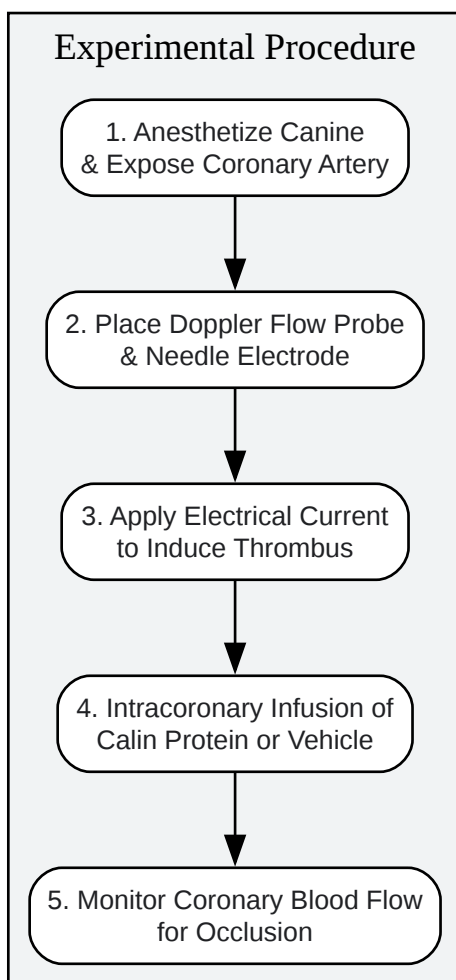 Experimental Procedure
1. Anesthetize Canine
& Expose Coronary Artery
2. Place Doppler Flow Probe
& Needle Electrode
3. Apply Electrical Current
to Induce Thrombus
4. Intracoronary Infusion of
Calin Protein or Vehicle
5. Monitor Coronary Blood Flow
for Occlusion